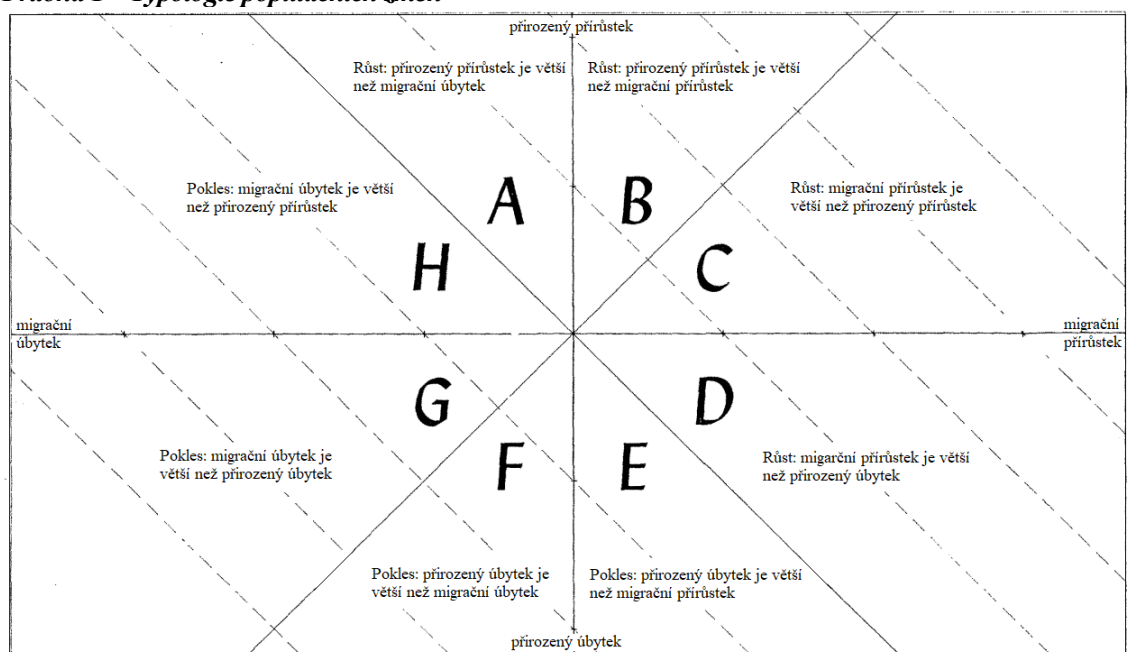 přirozený přírůstek
Růst: přirozený přírůstek je větší
než migrační úbytek
Růst: přirozený přírůstek je větší
než migrační přírůstek
Pokles: migrační úbytek je větší
než přirozený přírůstek
A
B
Růst: migrační přírůstek je
větší než přirozený přírůstek
H
C
migrační
úbytek
migrační
přírůstek
G
D
Pokles: migrační úbytek je
větší než přirozený úbytek
F
E
Růst: migarční přírůstek je větší
než přirozený úbytek
Pokles: přirozený úbytek je
větší než migrační úbytek
Pokles: přirozený úbytek je větší
než migrační přírůstek
přirozený úbytek